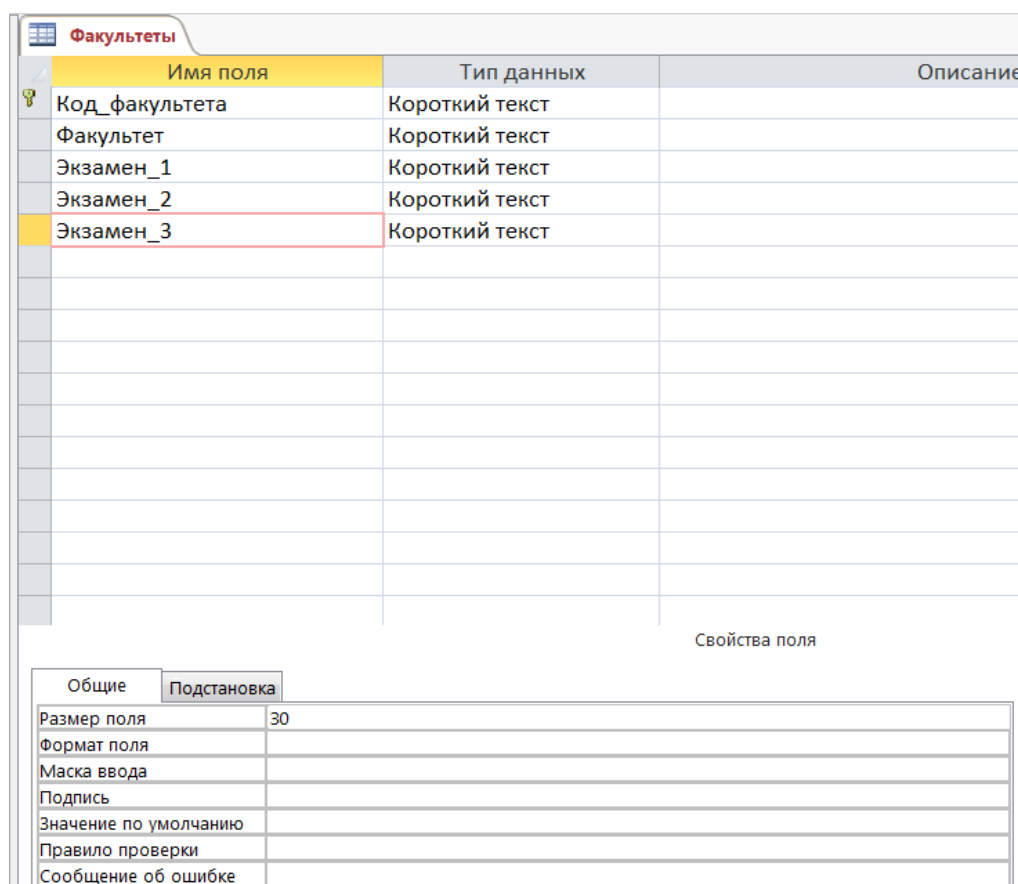 Факультеты
Имя поля Тип данных Описание
Код_факультета Короткий текст
Факультет Короткий текст
Экзамен_1 Короткий текст
Экзамен_2 Короткий текст
Экзамен_3 Короткий текст
Свойства поля
Общие Подстановка
Размер поля 30
Формат поля
Маска ввода
Подпись
Значение по умолчанию
Правило проверки
Сообщение об ошибке